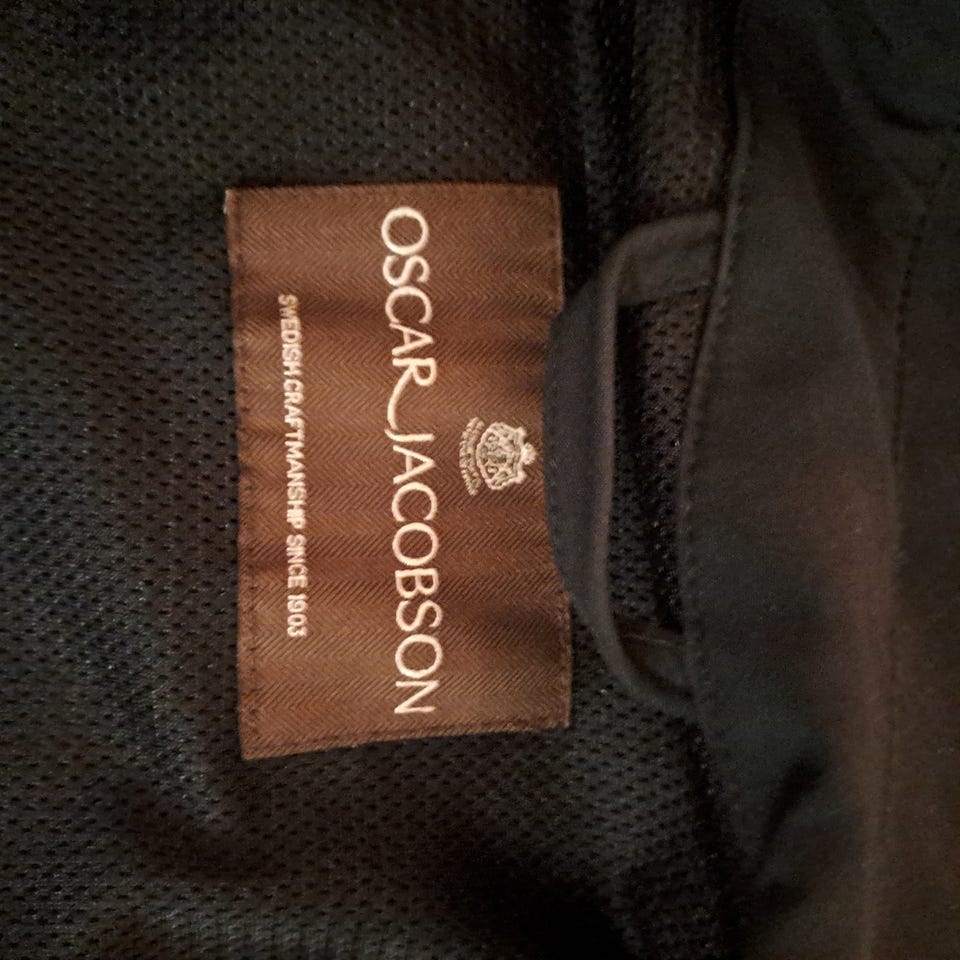 OSCAR JACOBSON
SWEDISH CRAFTMANSHIP SINCE 1903